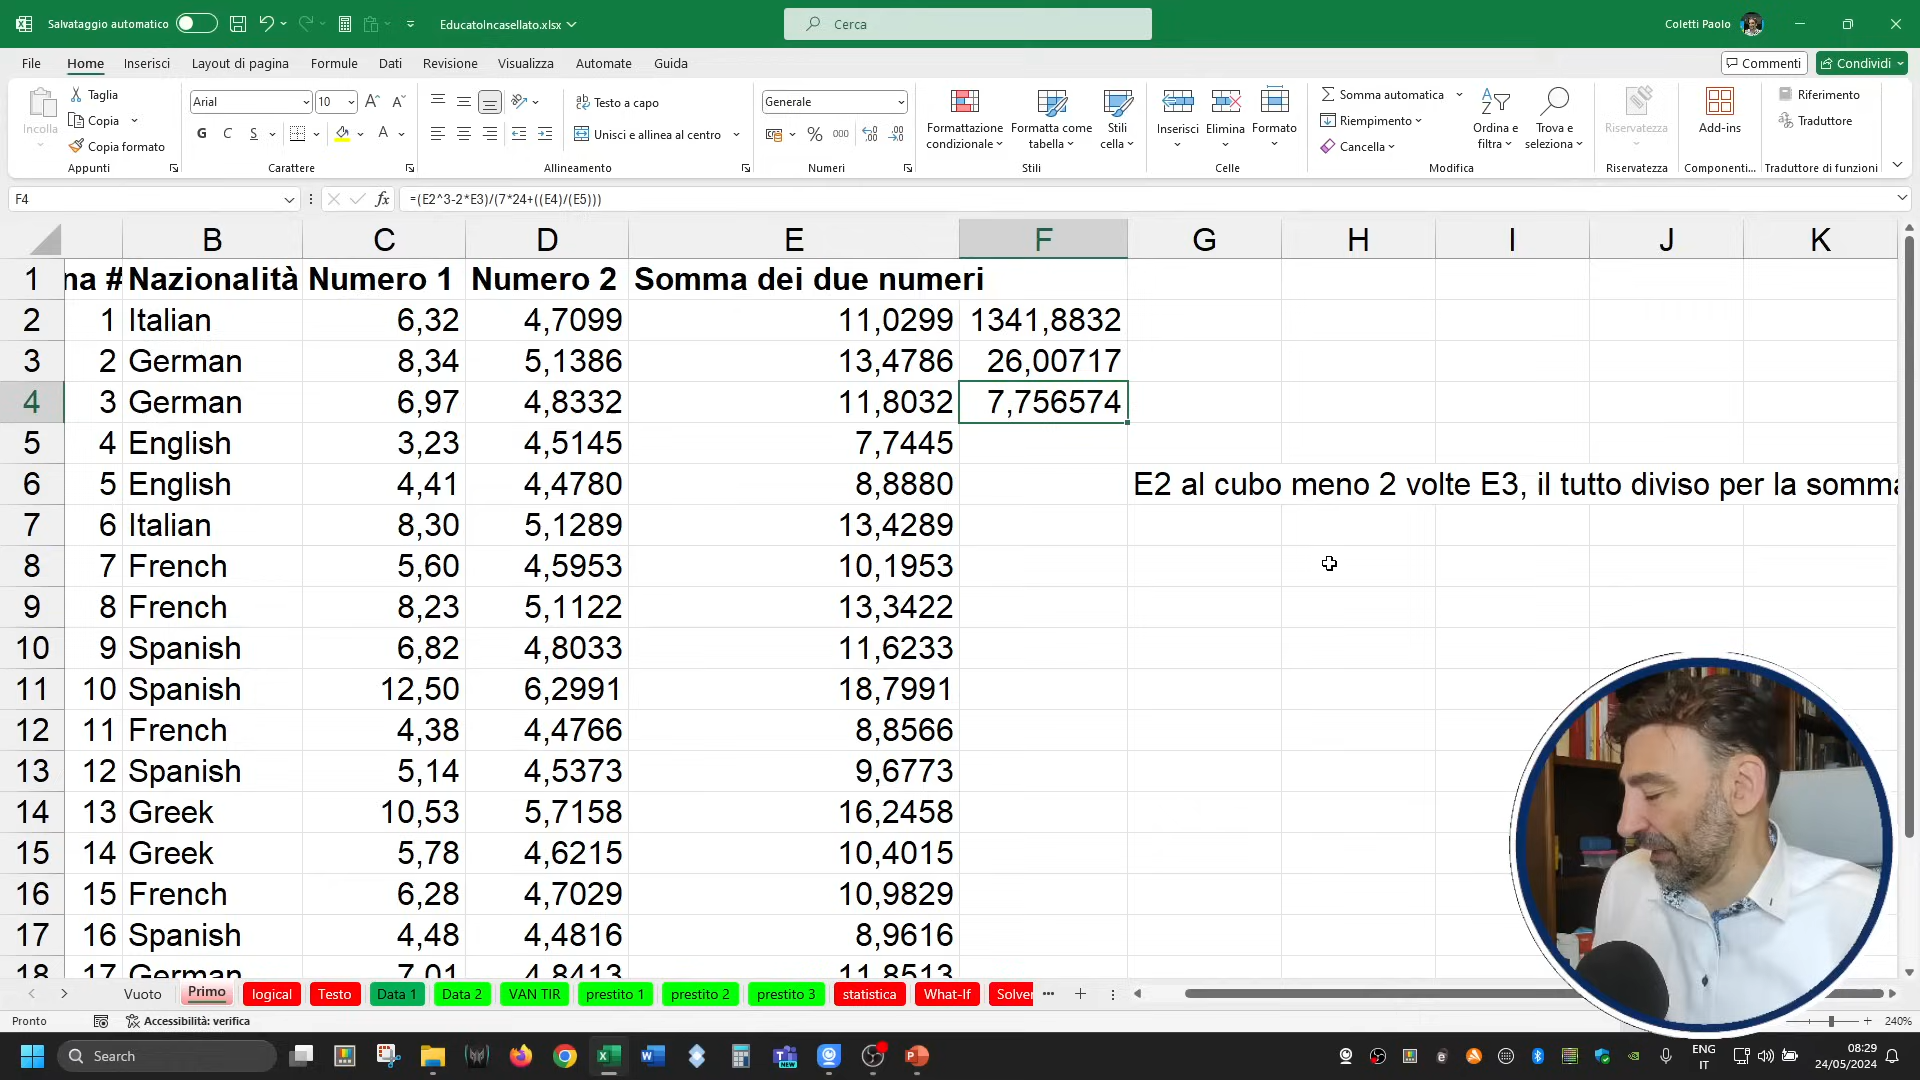 Salvataggio automatico
EducatoIncasellato.xlsx
Cerca
Coletti Paolo
File Home Inserisci Layout di pagina Formule Dati Revisione Visualizza Automate Guida
Commenti Condividi
Incolla
Taglia
Copia
Copia formato
Appunti
Arial 10
G C S
Carattere
Testo a capo
Unisci e allinea al centro
Allineamento
Generale
% 000
Numeri
Formattazione condizionale
Formatta come tabella
Stili cella
Stili
Inserisci Elimina Formato
Celle
Somma automatica
Riempimento
Cancella
Ordina e filtra
Trova e seleziona
Modifica
Riservatezza
Riservatezza
Add-ins
Componenti...
Riferimento
Traduttore
Traduttore di funzioni
F4 fx =(E2^3-2*E3)/(7*24+((E4)/(E5)))
B C D E F G H I J K
1 na # Nazionalità Numero 1 Numero 2 Somma dei due numeri
2 1 Italian 6,32 4,7099 11,0299 1341,8832
3 2 German 8,34 5,1386 13,4786 26,00717
4 3 German 6,97 4,8332 11,8032 7,756574
5 4 English 3,23 4,5145 7,7445
6 5 English 4,41 4,4780 8,8880 E2 al cubo meno 2 volte E3, il tutto diviso per la somma
7 6 Italian 8,30 5,1289 13,4289
8 7 French 5,60 4,5953 10,1953
9 8 French 8,23 5,1122 13,3422
10 9 Spanish 6,82 4,8033 11,6233
11 10 Spanish 12,50 6,2991 18,7991
12 11 French 4,38 4,4766 8,8566
13 12 Spanish 5,14 4,5373 9,6773
14 13 Greek 10,53 5,7158 16,2458
15 14 Greek 5,78 4,6215 10,4015
16 15 French 6,28 4,7029 10,9829
17 16 Spanish 4,48 4,4816 8,9616
18 17 German 7,01 4,8413 11,8513
Vuoto Primo logical Testo Data 1 Data 2 VAN TIR prestito 1 prestito 2 prestito 3 statistica What-If Solver
Pronto Accessibilità: verifica 240%
Search
ENG
IT
08:29
24/05/2024